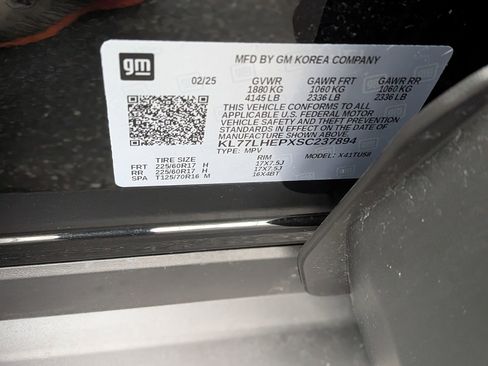 gm
MFD BY GM KOREA COMPANY
02/25 GVWR GAWR FRT GAWR RR
1880 KG 1060 KG 1060 KG
4145 LB 2336 LB 2336 LB
THIS VEHICLE CONFORMS TO ALL
APPLICABLE U.S. FEDERAL MOTOR
VEHICLE SAFETY AND THEFT PREVENTION
STANDARDS IN EFFECT ON THE DATE OF
MANUFACTURE SHOWN ABOVE.
KL77LHEPXSC237894
TYPE: MPV
TIRE SIZE RIM MODEL: X41TU58
FRT 225/60R17 H 17X7.5J
RR 225/60R17 H 17X7.5J
SPA T125/70R16 M 16X4BT